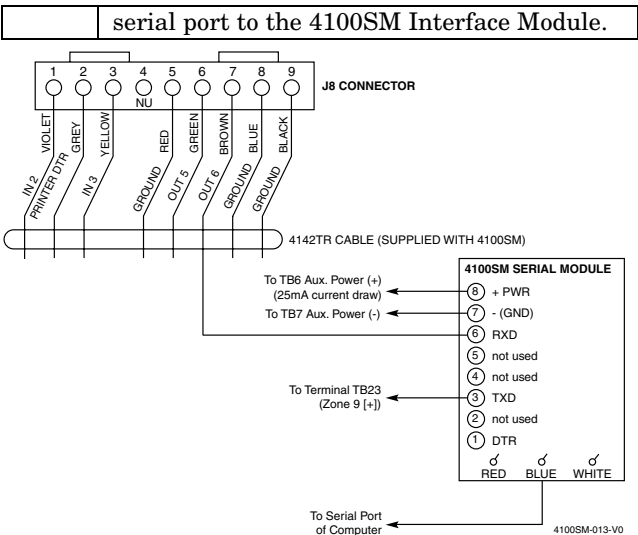 serial port to the 4100SM Interface Module.
1 2 3 4 5 6 7 8 9
NU
J8 CONNECTOR
VIOLET
GREY
YELLOW
RED
GREEN
BROWN
BLUE
BLACK
IN 2
PRINTER DTR
IN 3
GROUND
OUT 5
OUT 6
GROUND
GROUND
4142TR CABLE (SUPPLIED WITH 4100SM)
4100SM SERIAL MODULE
To TB6 Aux. Power (+)
(25mA current draw)
8 + PWR
To TB7 Aux. Power (-)
7 - (GND)
6 RXD
5 not used
4 not used
To Terminal TB23
(Zone 9 [+])
3 TXD
2 not used
1 DTR
RED BLUE WHITE
To Serial Port
of Computer
4100SM-013-V0